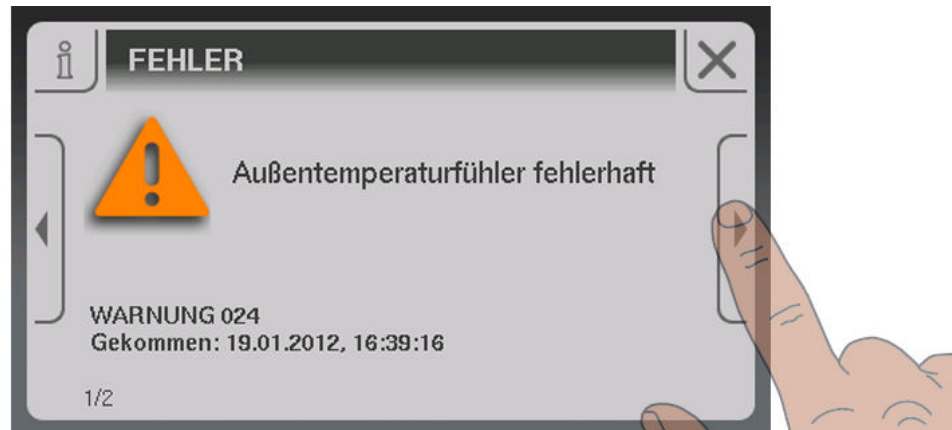 FEHLER
Außentemperaturfühler fehlerhaft
WARNUNG 024
Gekommen: 19.01.2012, 16:39:16
1/2